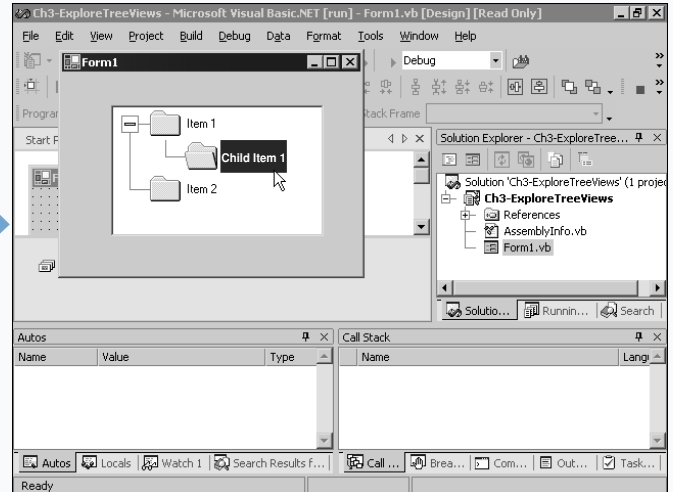 Ch3-ExploreTreeViews - Microsoft Visual Basic.NET [run] - Form1.vb [Design] [Read Only]
File Edit View Project Build Debug Data Format Tools Window Help
Form1
Debug
Program
Stack Frame
Start P
Item 1
Child Item 1
Item 2
Solution Explorer - Ch3-ExploreTree...
Solution 'Ch3-ExploreTreeViews' (1 projec
Ch3-ExploreTreeViews
References
AssemblyInfo.vb
Form1.vb
Solutio... Runnin... Search
Autos
Name Value Type
Call Stack
Name Langu
Autos Locals Watch 1 Search Results f...
Call ... Brea... Com... Out... Task...
Ready